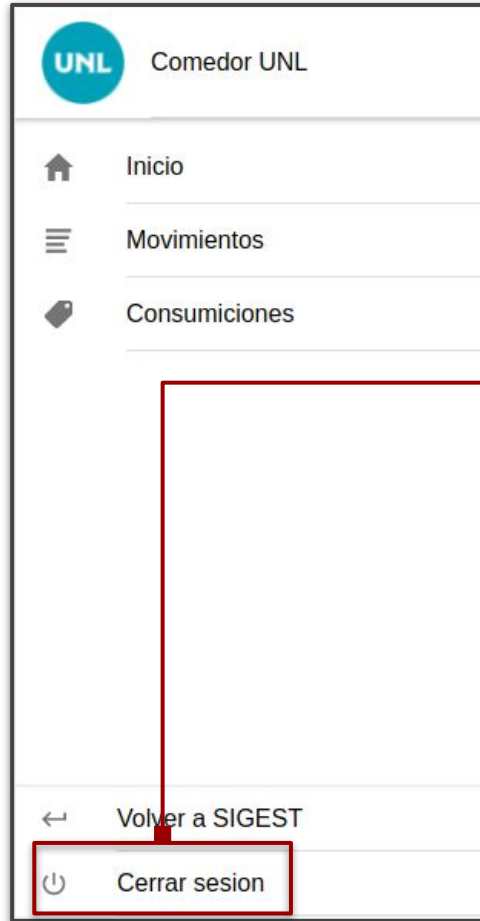 UNL
Comedor UNL
Inicio
Movimientos
Consumiciones
Volver a SIGEST
Cerrar sesion